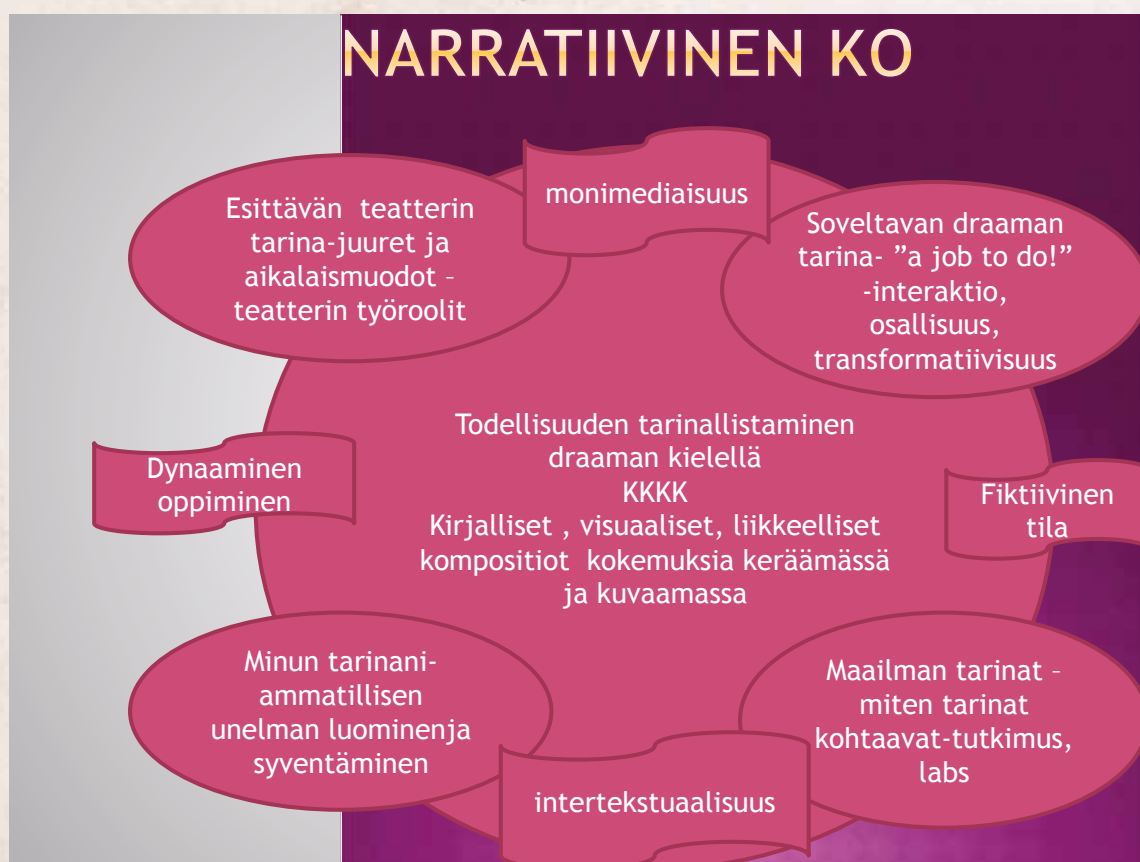 NARRATIIVINEN KO
monimediaisuus
Esittävän teatterin
tarina-juuret ja
aikalaismuodot –
teatterin työroolit
Soveltavan draaman
tarina- ”a job to do!”
-interaktio,
osallisuus,
transformatiivisuus
Todellisuuden tarinallistaminen
draaman kielellä
KKKK
Kirjalliset , visuaaliset, liikkeelliset
kompositiot kokemuksia keräämässä
ja kuvaamassa
Dynaaminen
oppiminen
Fiktiivinen
tila
Minun tarinani-
ammatillisen
unelman luominenja
syventäminen
Maailman tarinat –
miten tarinat
kohtaavat-tutkimus,
labs
intertekstuaalisuus